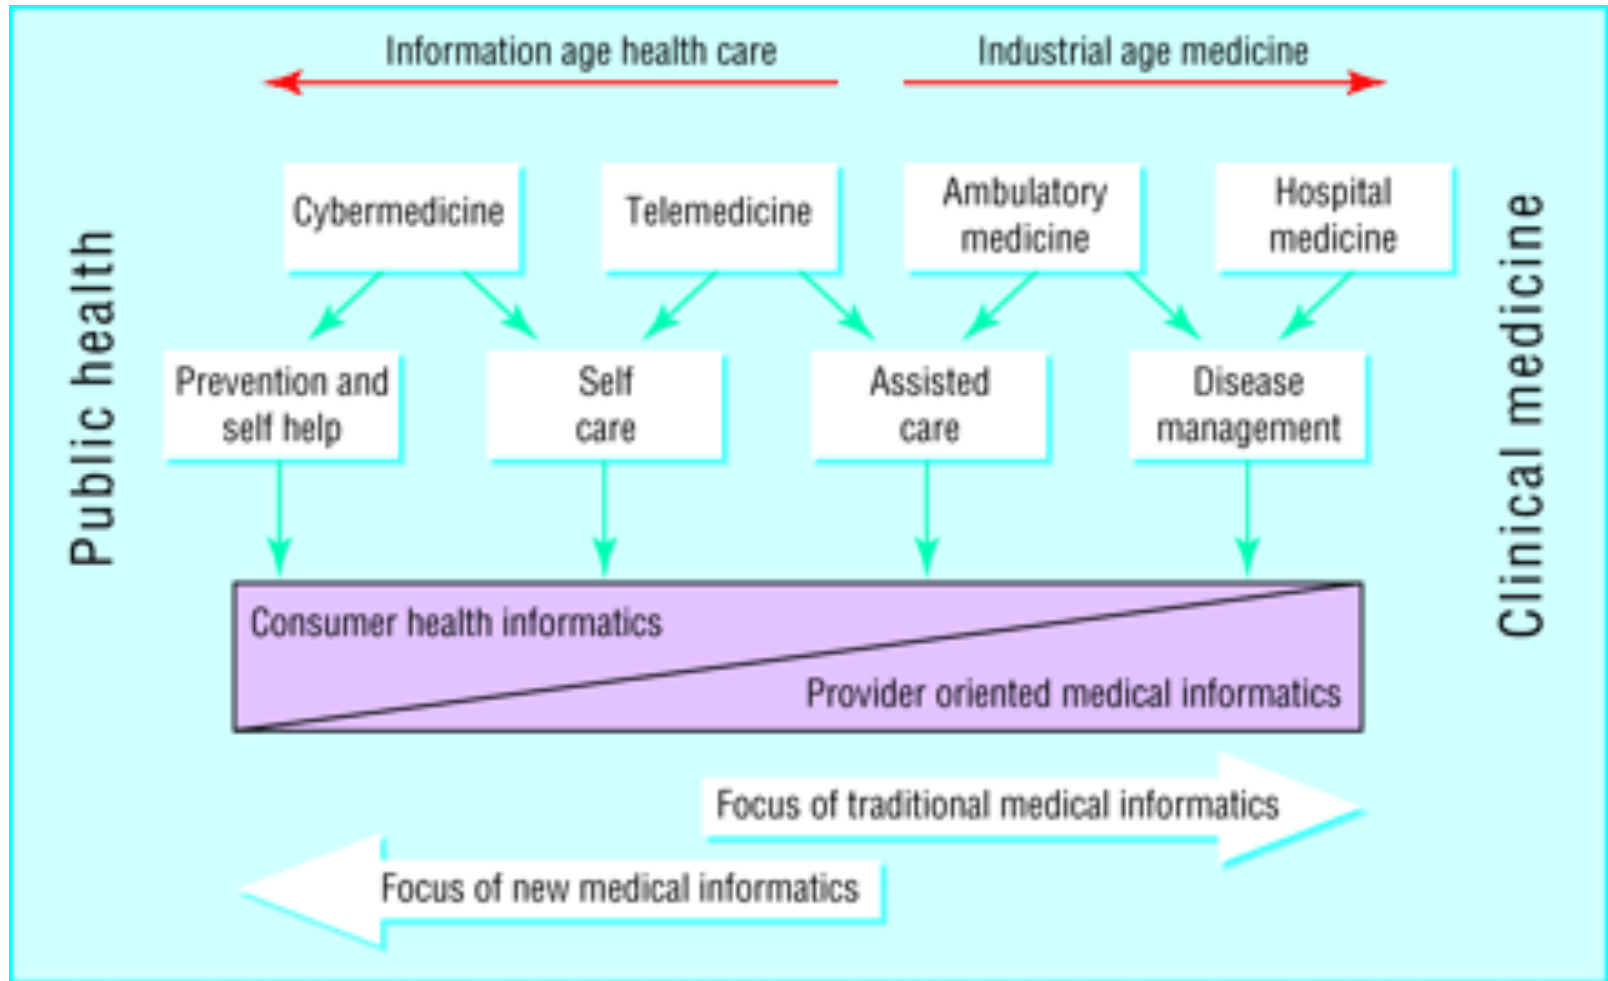 Information age health care
Industrial age medicine
Public health
Clinical medicine
Cybermedicine
Telemedicine
Ambulatory
medicine
Hospital
medicine
Prevention and
self help
Self
care
Assisted
care
Disease
management
Consumer health informatics
Provider oriented medical informatics
Focus of traditional medical informatics
Focus of new medical informatics